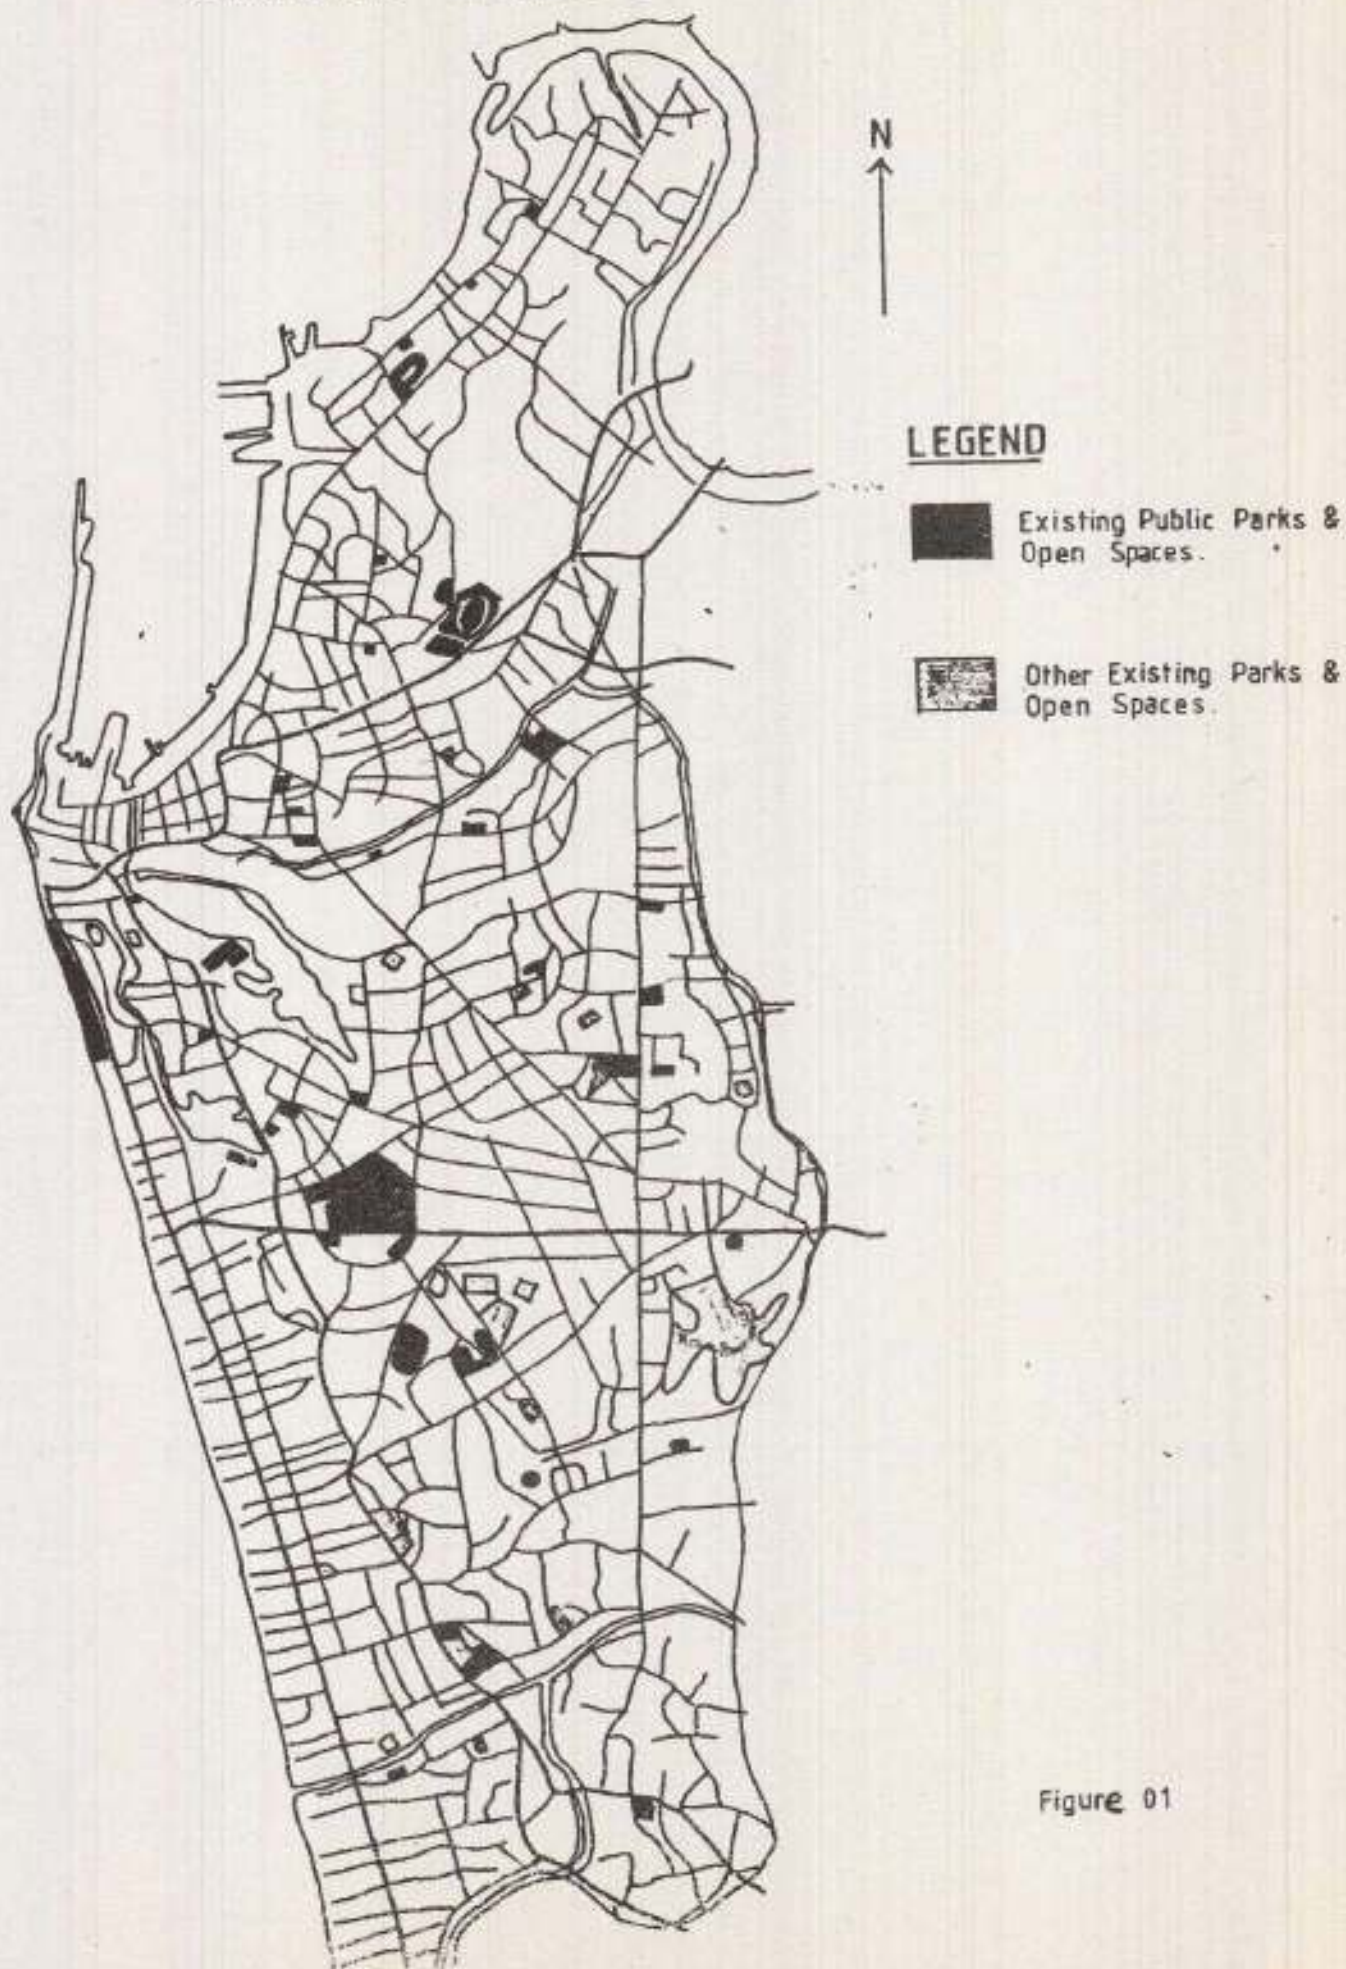 N
LEGEND
Existing Public Parks &
Open Spaces.
Other Existing Parks &
Open Spaces.
Figure 01